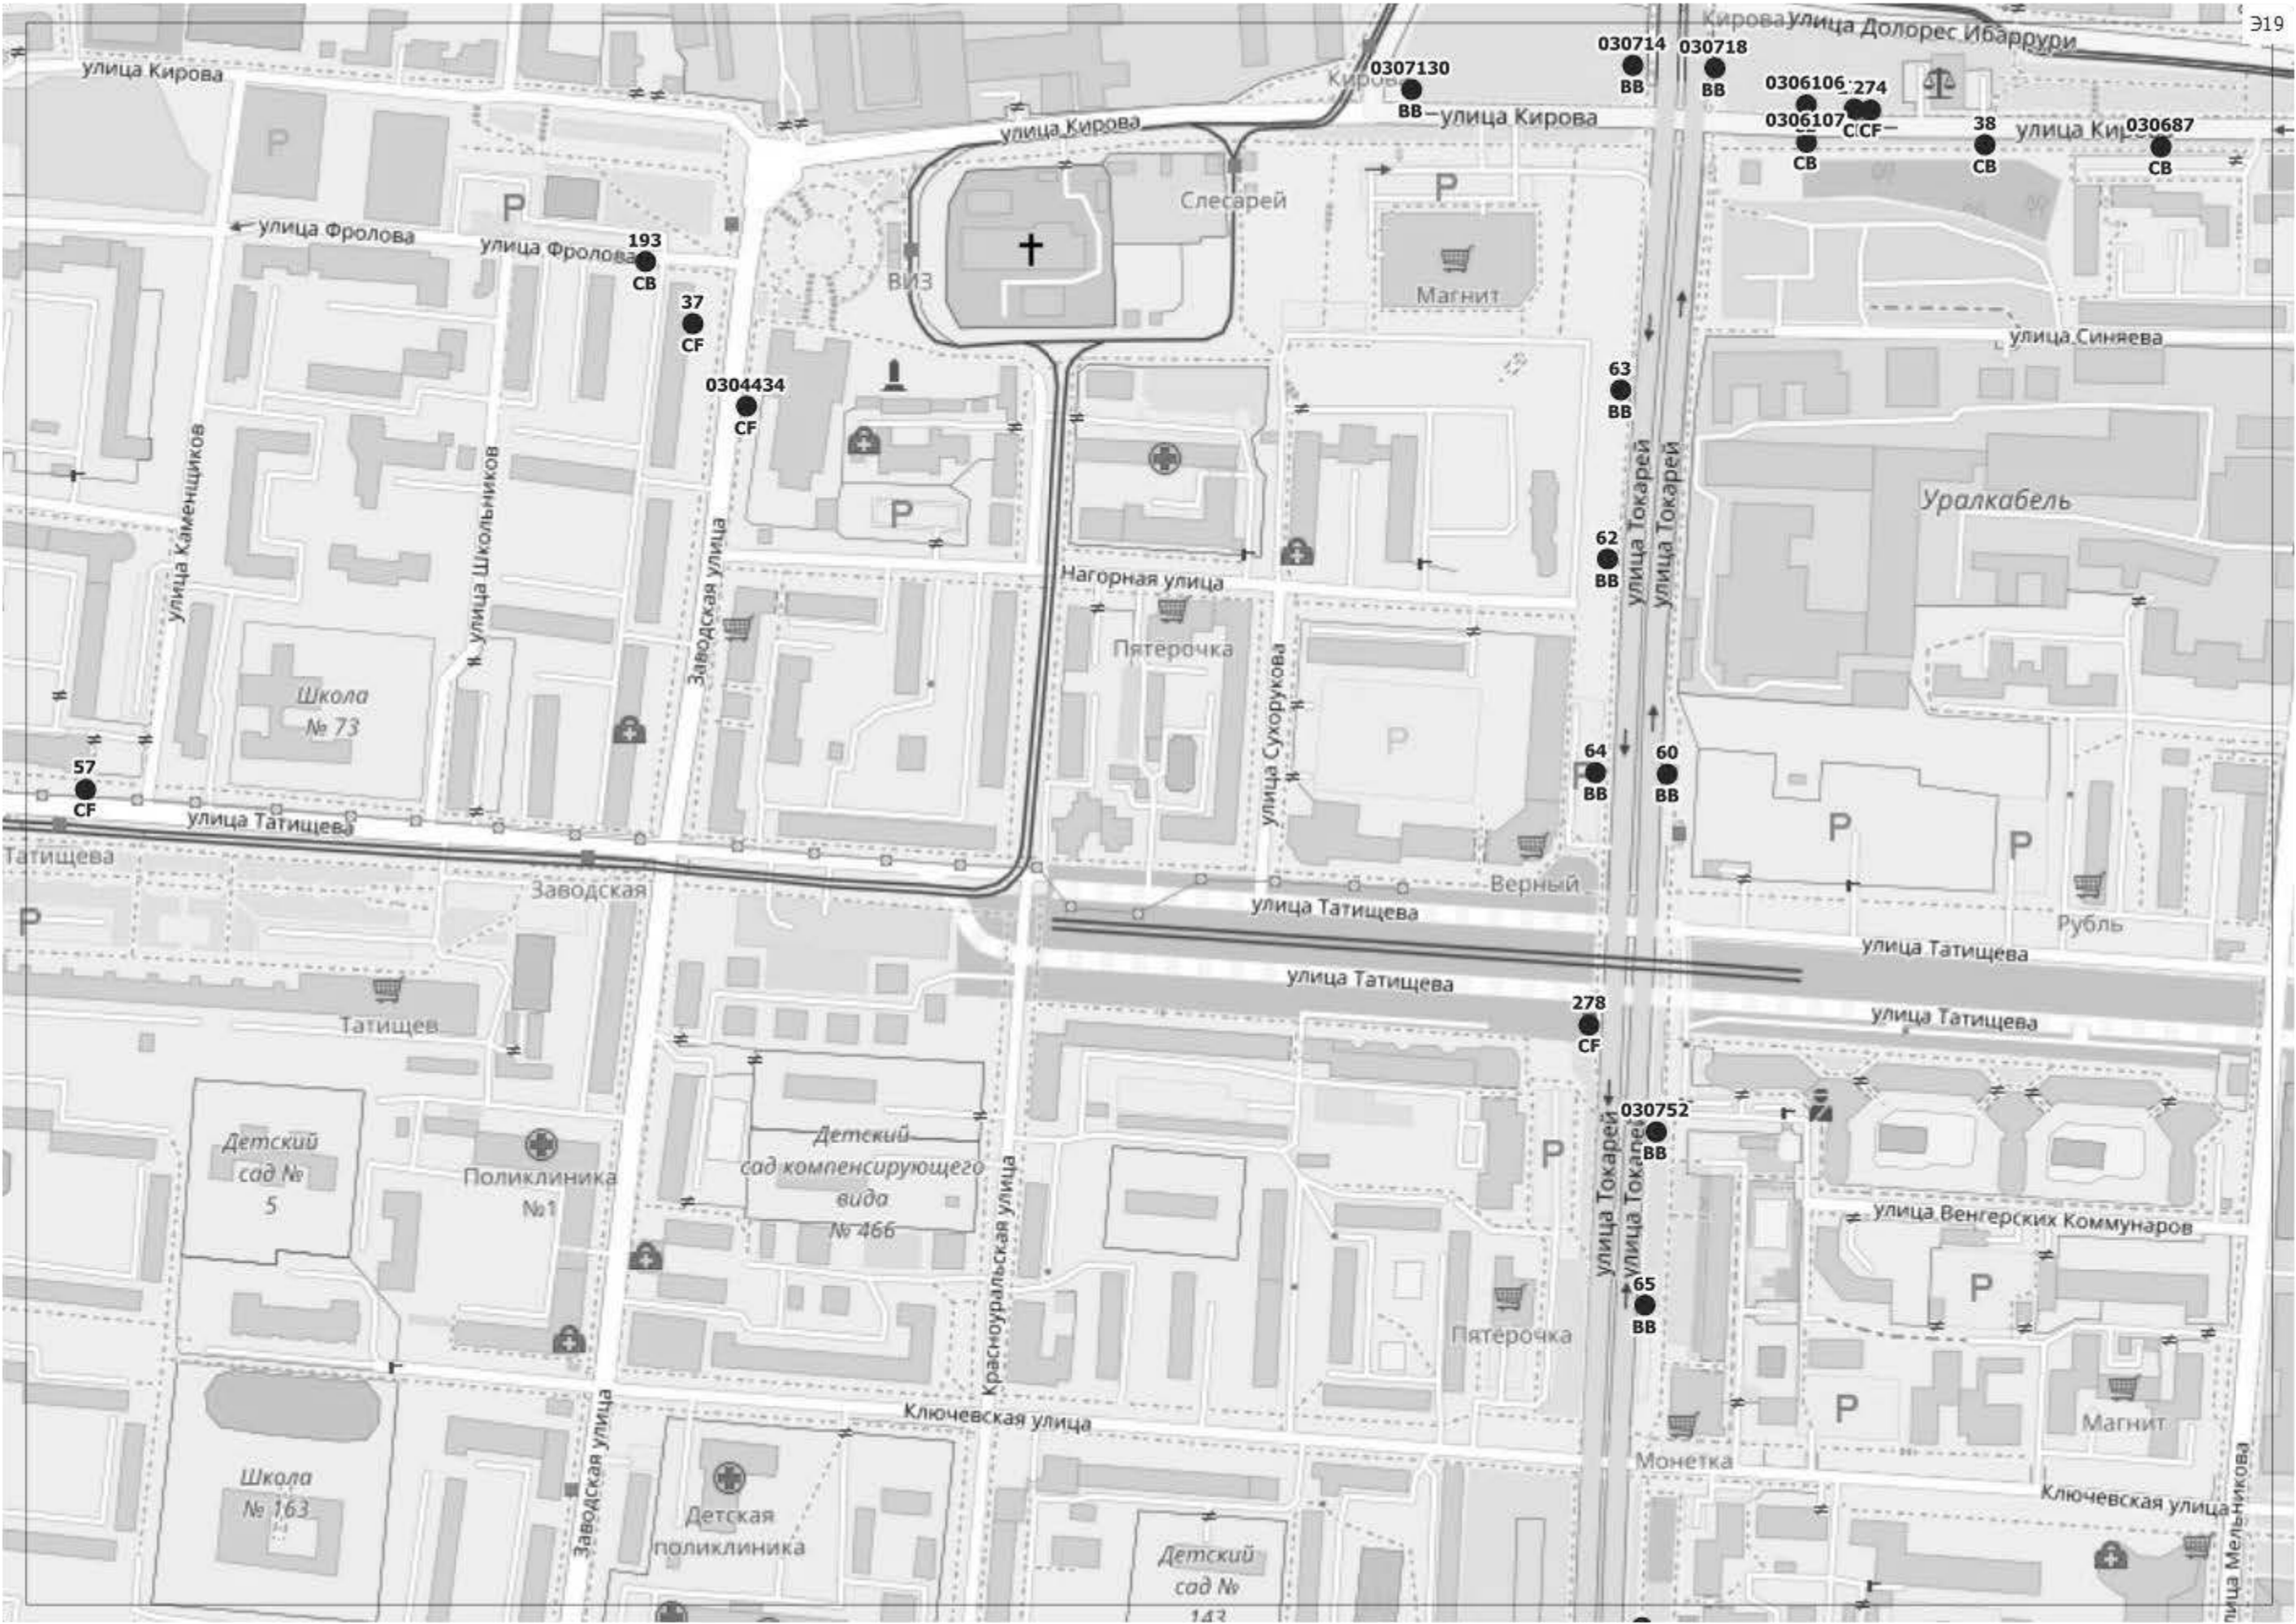 Э19
Кирова
улица Долорес Ибаррури
030714
BB
030718
BB
0307130
BB
Кирова
улица Кирова
улица Кирова
улица Кирова
0306106
274
CF
0306107
CB
38
CB
030687
CB
Слесарей
P
улица Фролова
P
улица Фролова
P
193
CB
ВИЗ
Магнит
37
CF
улица Синяева
63
BB
0304434
CF
улица Каменщиков
улица Школьников
улица Токарей
улица Токарей
Уралкабель
P
Заводская улица
62
BB
Нагорная улица
Пятёрочка
Школа
№ 73
улица Сухорукова
P
57
CF
64
BB
60
BB
улица Татищева
P
P
Татищева
Заводская
Верный
улица Татищева
Рубль
P
улица Татищева
улица Татищева
278
CF
улица Татищева
Татищев
030752
BB
Детский
сад №
5
Детский
сад компенсирующего
вида
№ 466
P
Поликлиника
№1
Красноуральская улица
улица Токарей
улица Венгерских Коммунаров
65
BB
P
Пятёрочка
Ключевская улица
P
Магнит
Заводская улица
Монетка
Школа
№ 163
Ключевская улица
Детская
поликлиника
Детский
сад №
143
улица Мельникова